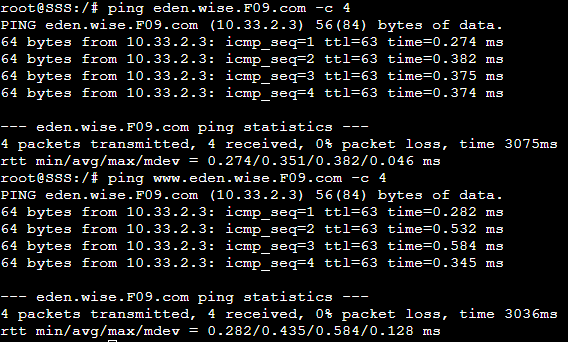 root@SSS:/# ping eden.wise.F09.com -c 4
PING eden.wise.F09.com (10.33.2.3) 56(84) bytes of data.
64 bytes from 10.33.2.3: icmp_seq=1 ttl=63 time=0.274 ms
64 bytes from 10.33.2.3: icmp_seq=2 ttl=63 time=0.382 ms
64 bytes from 10.33.2.3: icmp_seq=3 ttl=63 time=0.375 ms
64 bytes from 10.33.2.3: icmp_seq=4 ttl=63 time=0.374 ms
--- eden.wise.F09.com ping statistics ---
4 packets transmitted, 4 received, 0% packet loss, time 3075ms
rtt min/avg/max/mdev = 0.274/0.351/0.382/0.046 ms
root@SSS:/# ping www.eden.wise.F09.com -c 4
PING eden.wise.F09.com (10.33.2.3) 56(84) bytes of data.
64 bytes from 10.33.2.3: icmp_seq=1 ttl=63 time=0.282 ms
64 bytes from 10.33.2.3: icmp_seq=2 ttl=63 time=0.532 ms
64 bytes from 10.33.2.3: icmp_seq=3 ttl=63 time=0.584 ms
64 bytes from 10.33.2.3: icmp_seq=4 ttl=63 time=0.345 ms
--- eden.wise.F09.com ping statistics ---
4 packets transmitted, 4 received, 0% packet loss, time 3036ms
rtt min/avg/max/mdev = 0.282/0.435/0.584/0.128 ms